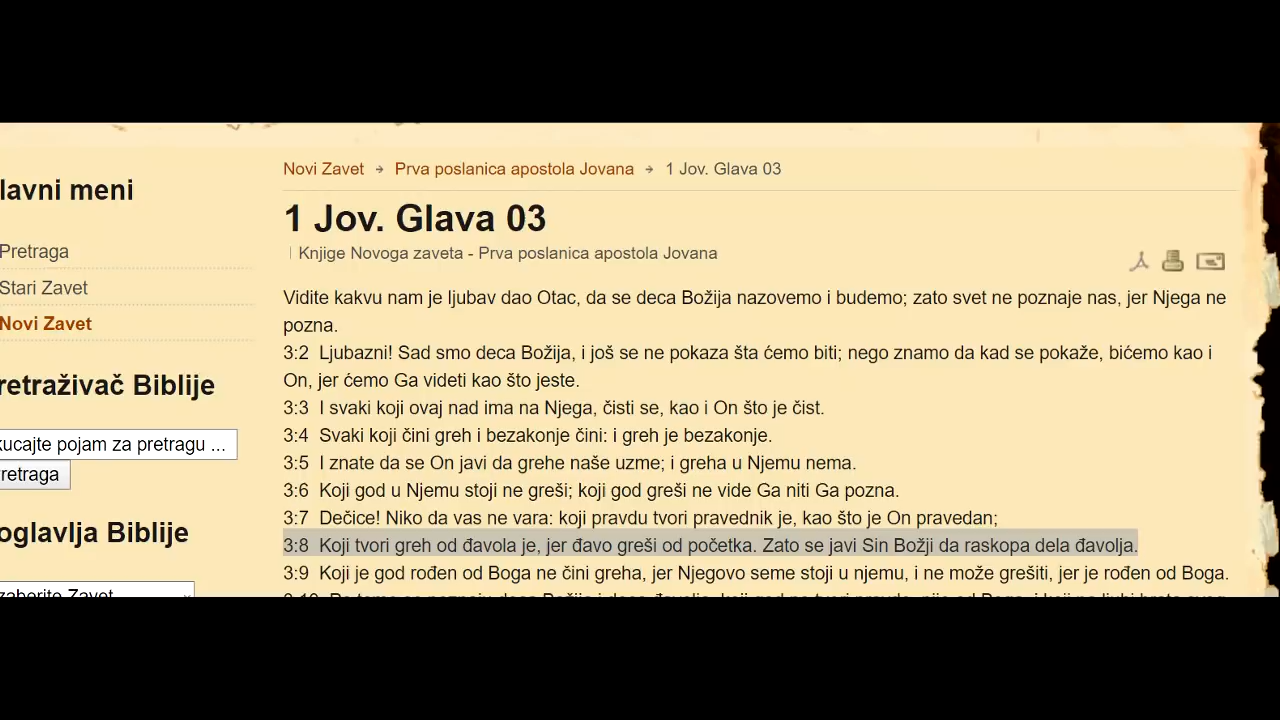 lavni meni
Pretraga
Stari Zavet
Novi Zavet
retraživač Biblije
kucajte pojam za pretragu ...
retraga
oglavlja Biblije
zaberite Zavet
Novi Zavet → Prva poslanica apostola Jovana → 1 Jov. Glava 03
1 Jov. Glava 03
| Knjige Novoga zaveta - Prva poslanica apostola Jovana
Vidite kakvu nam je ljubav dao Otac, da se deca Božija nazovemo i budemo; zato svet ne poznaje nas, jer Njega ne
pozna.
3:2 Ljubazni! Sad smo deca Božija, i još se ne pokaza šta ćemo biti; nego znamo da kad se pokaže, bićemo kao i
On, jer ćemo Ga videti kao što jeste.
3:3 I svaki koji ovaj nad ima na Njega, čisti se, kao i On što je čist.
3:4 Svaki koji čini greh i bezakonje čini: i greh je bezakonje.
3:5 I znate da se On javi da grehe naše uzme; i greha u Njemu nema.
3:6 Koji god u Njemu stoji ne greši; koji god greši ne vide Ga niti Ga pozna.
3:7 Dečice! Niko da vas ne vara: koji pravdu tvori pravednik je, kao što je On pravedan;
3:8 Koji tvori greh od đavola je, jer đavo greši od početka. Zato se javi Sin Božji da raskopa dela đavolja.
3:9 Koji je god rođen od Boga ne čini greha, jer Njegovo seme stoji u njemu, i ne može grešiti, jer je rođen od Boga.